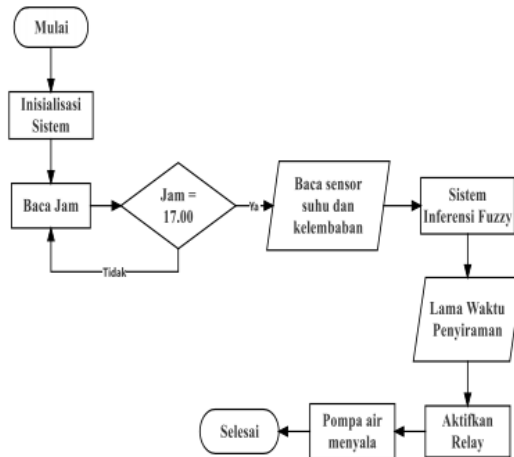 Mulai
Inisialisasi
Sistem
Baca Jam
Jam =
17.00
Ya
Tidak
Baca sensor
suhu dan
kelembaban
Sistem
Inferensi Fuzzy
Lama Waktu
Penyiraman
Aktifkan
Relay
Pompa air
menyala
Selesai